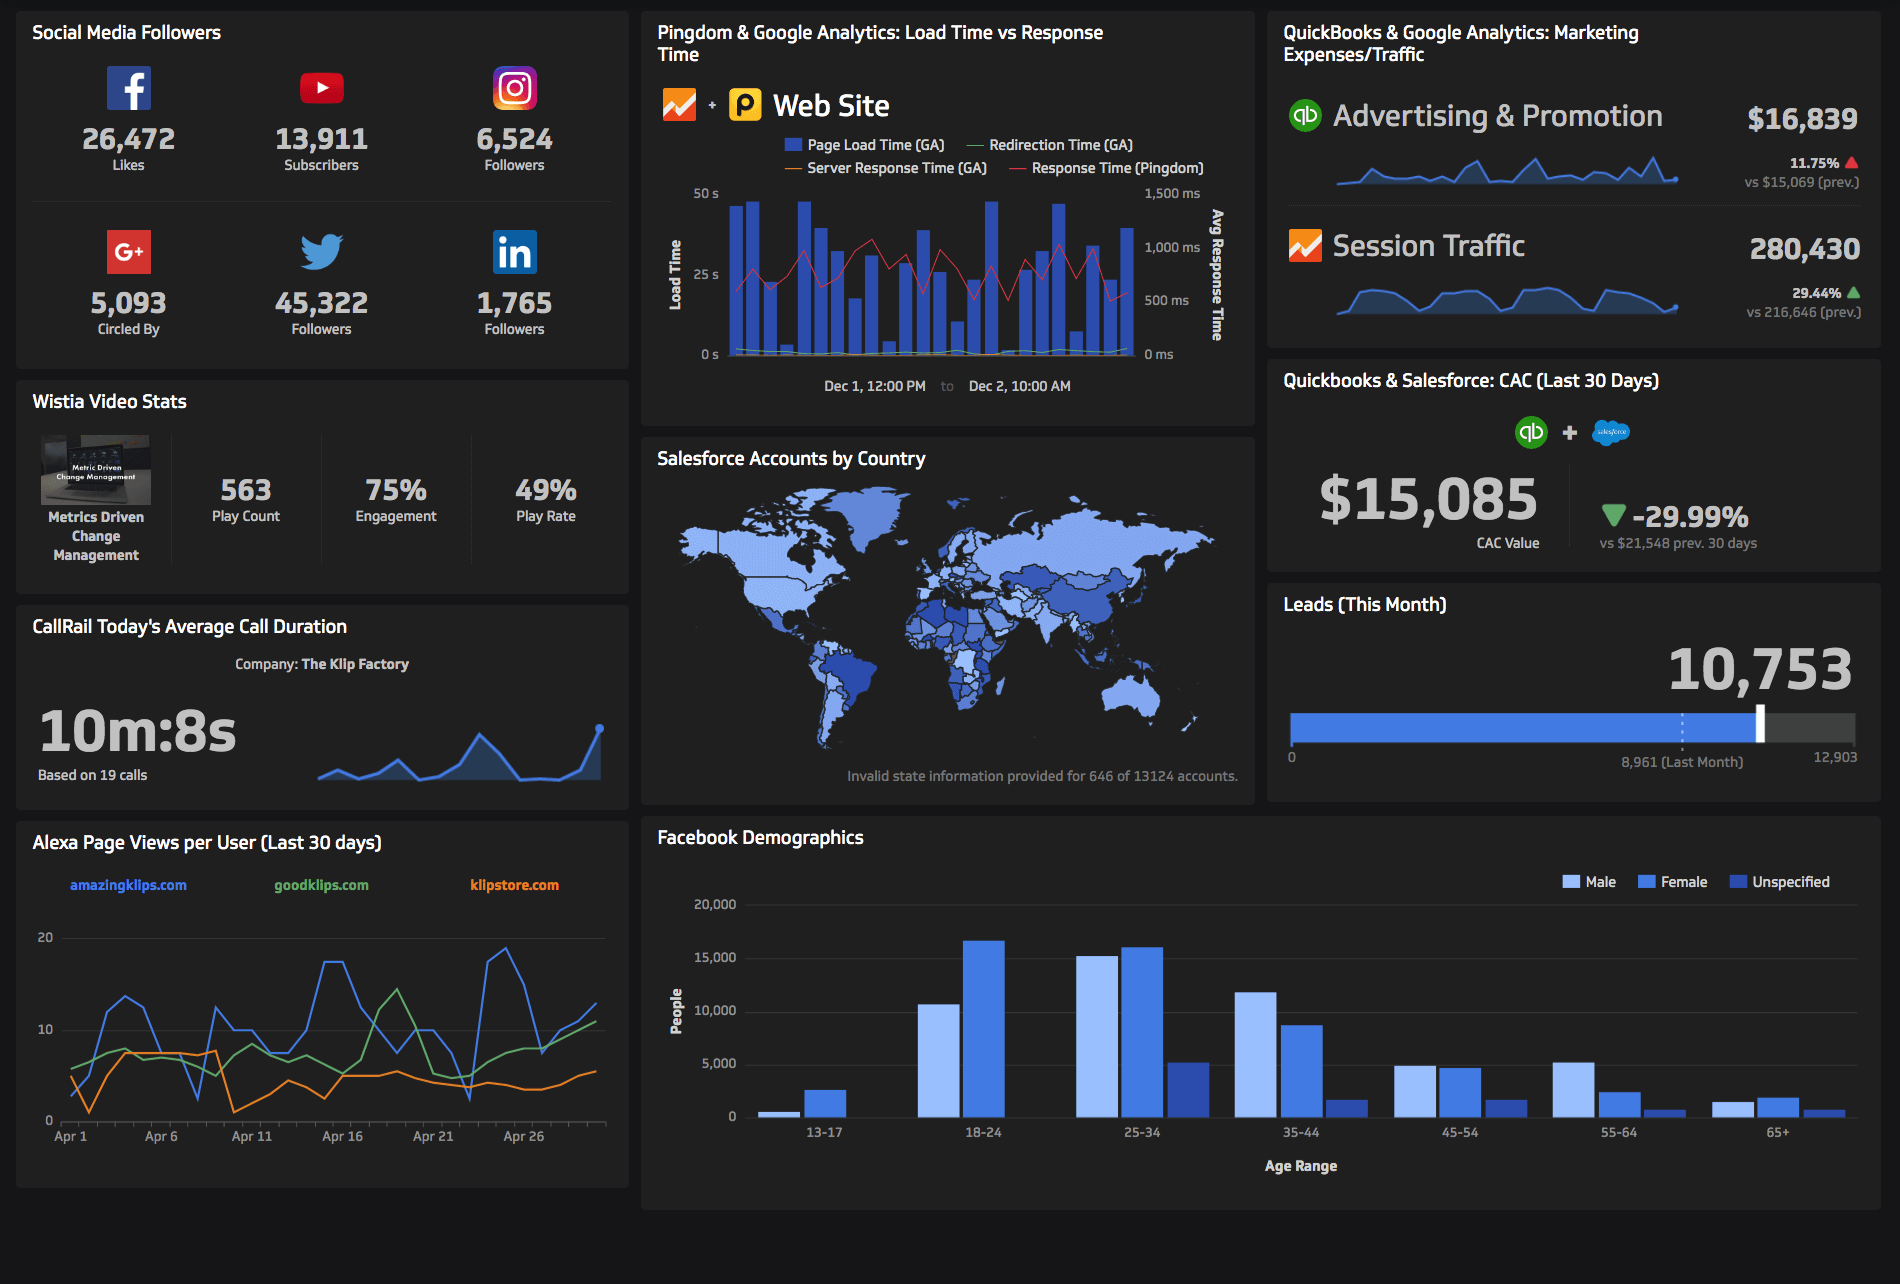 Social Media Followers
26,472
Likes
13,911
Subscribers
6,524
Followers
G+
in
5,093
Circled By
45,322
Followers
1,765
Followers
Wistia Video Stats
Metric Driven
Change Management
Metrics Driven
Change
Management
563
Play Count
75%
Engagement
49%
Play Rate
CallRail Today's Average Call Duration
Company: The Klip Factory
10m:8s
Based on 19 calls
Alexa Page Views per User (Last 30 days)
amazingklips.com
goodklips.com
klipstore.com
20
10
0
Apr 1
Apr 6
Apr 11
Apr 16
Apr 21
Apr 26
Pingdom & Google Analytics: Load Time vs Response
Time
+
Web Site
Page Load Time (GA)
Redirection Time (GA)
Server Response Time (GA)
Response Time (Pingdom)
50 s
25 s
0 s
Load Time
1,500 ms
1,000 ms
500 ms
0 ms
Avg Response Time
Dec 1, 12:00 PM to Dec 2, 10:00 AM
Salesforce Accounts by Country
Invalid state information provided for 646 of 13124 accounts.
QuickBooks & Google Analytics: Marketing
Expenses/Traffic
qb
Advertising & Promotion
$16,839
11.75%
vs $15,069 (prev.)
Session Traffic
280,430
29.44%
vs 216,646 (prev.)
Quickbooks & Salesforce: CAC (Last 30 Days)
qb
+
salesforce
$15,085
CAC Value
-29.99%
vs $21,548 prev. 30 days
Leads (This Month)
10,753
0
8,961 (Last Month)
12,903
Facebook Demographics
Male
Female
Unspecified
20,000
15,000
10,000
5,000
0
People
13-17
18-24
25-34
35-44
45-54
55-64
65+
Age Range